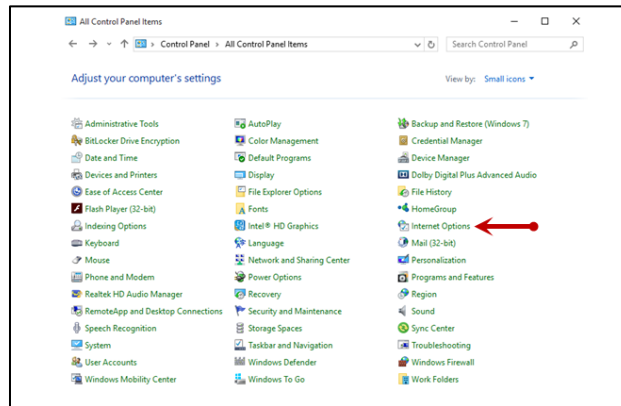 All Control Panel Items
Control Panel > All Control Panel Items
Search Control Panel
Adjust your computer's settings
View by: Small icons
Administrative Tools
AutoPlay
Backup and Restore (Windows 7)
BitLocker Drive Encryption
Color Management
Credential Manager
Date and Time
Default Programs
Device Manager
Devices and Printers
Display
Dolby Digital Plus Advanced Audio
Ease of Access Center
File Explorer Options
File History
Flash Player (32-bit)
Fonts
HomeGroup
Indexing Options
Intel® HD Graphics
Internet Options
Keyboard
Language
Mail (32-bit)
Mouse
Network and Sharing Center
Personalization
Phone and Modem
Power Options
Programs and Features
Realtek HD Audio Manager
Recovery
Region
RemoteApp and Desktop Connections
Security and Maintenance
Sound
Speech Recognition
Storage Spaces
Sync Center
System
Taskbar and Navigation
Troubleshooting
User Accounts
Windows Defender
Windows Firewall
Windows Mobility Center
Windows To Go
Work Folders